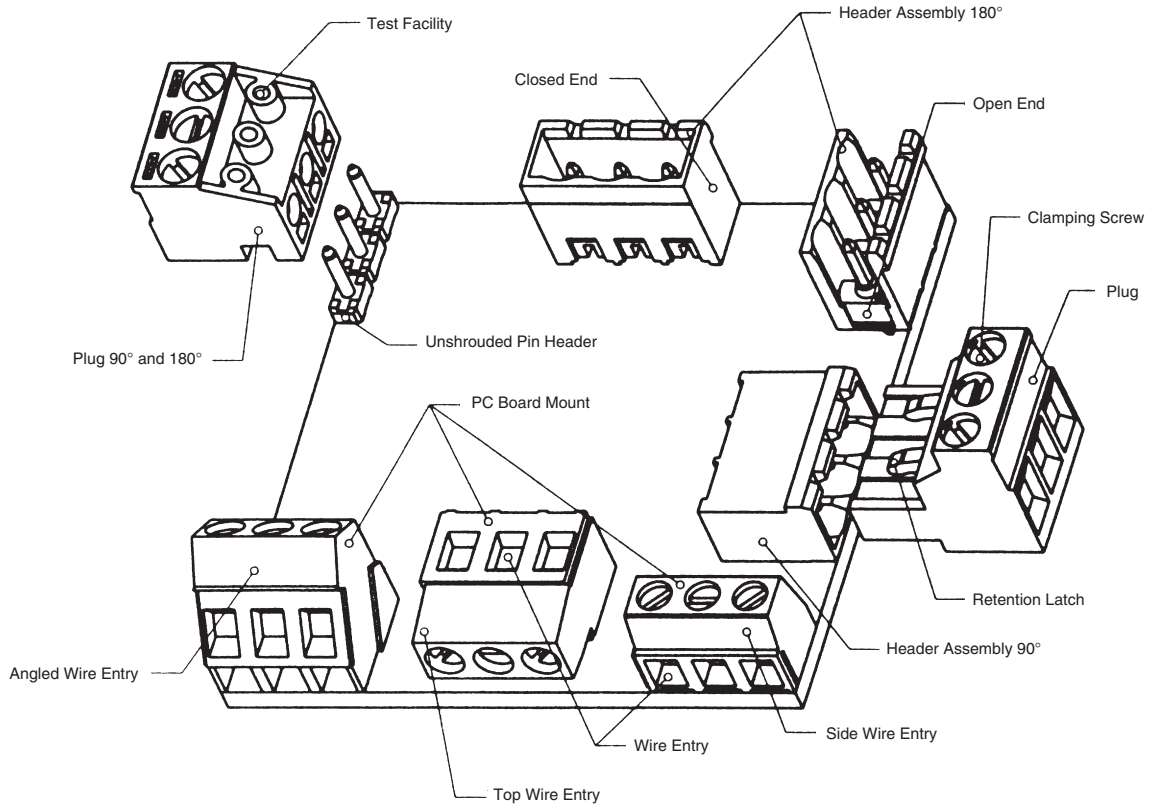 Test Facility
Header Assembly 180°
Closed End
Open End
Clamping Screw
Plug
Unshrouded Pin Header
Plug 90° and 180°
PC Board Mount
Retention Latch
Header Assembly 90°
Angled Wire Entry
Side Wire Entry
Wire Entry
Top Wire Entry